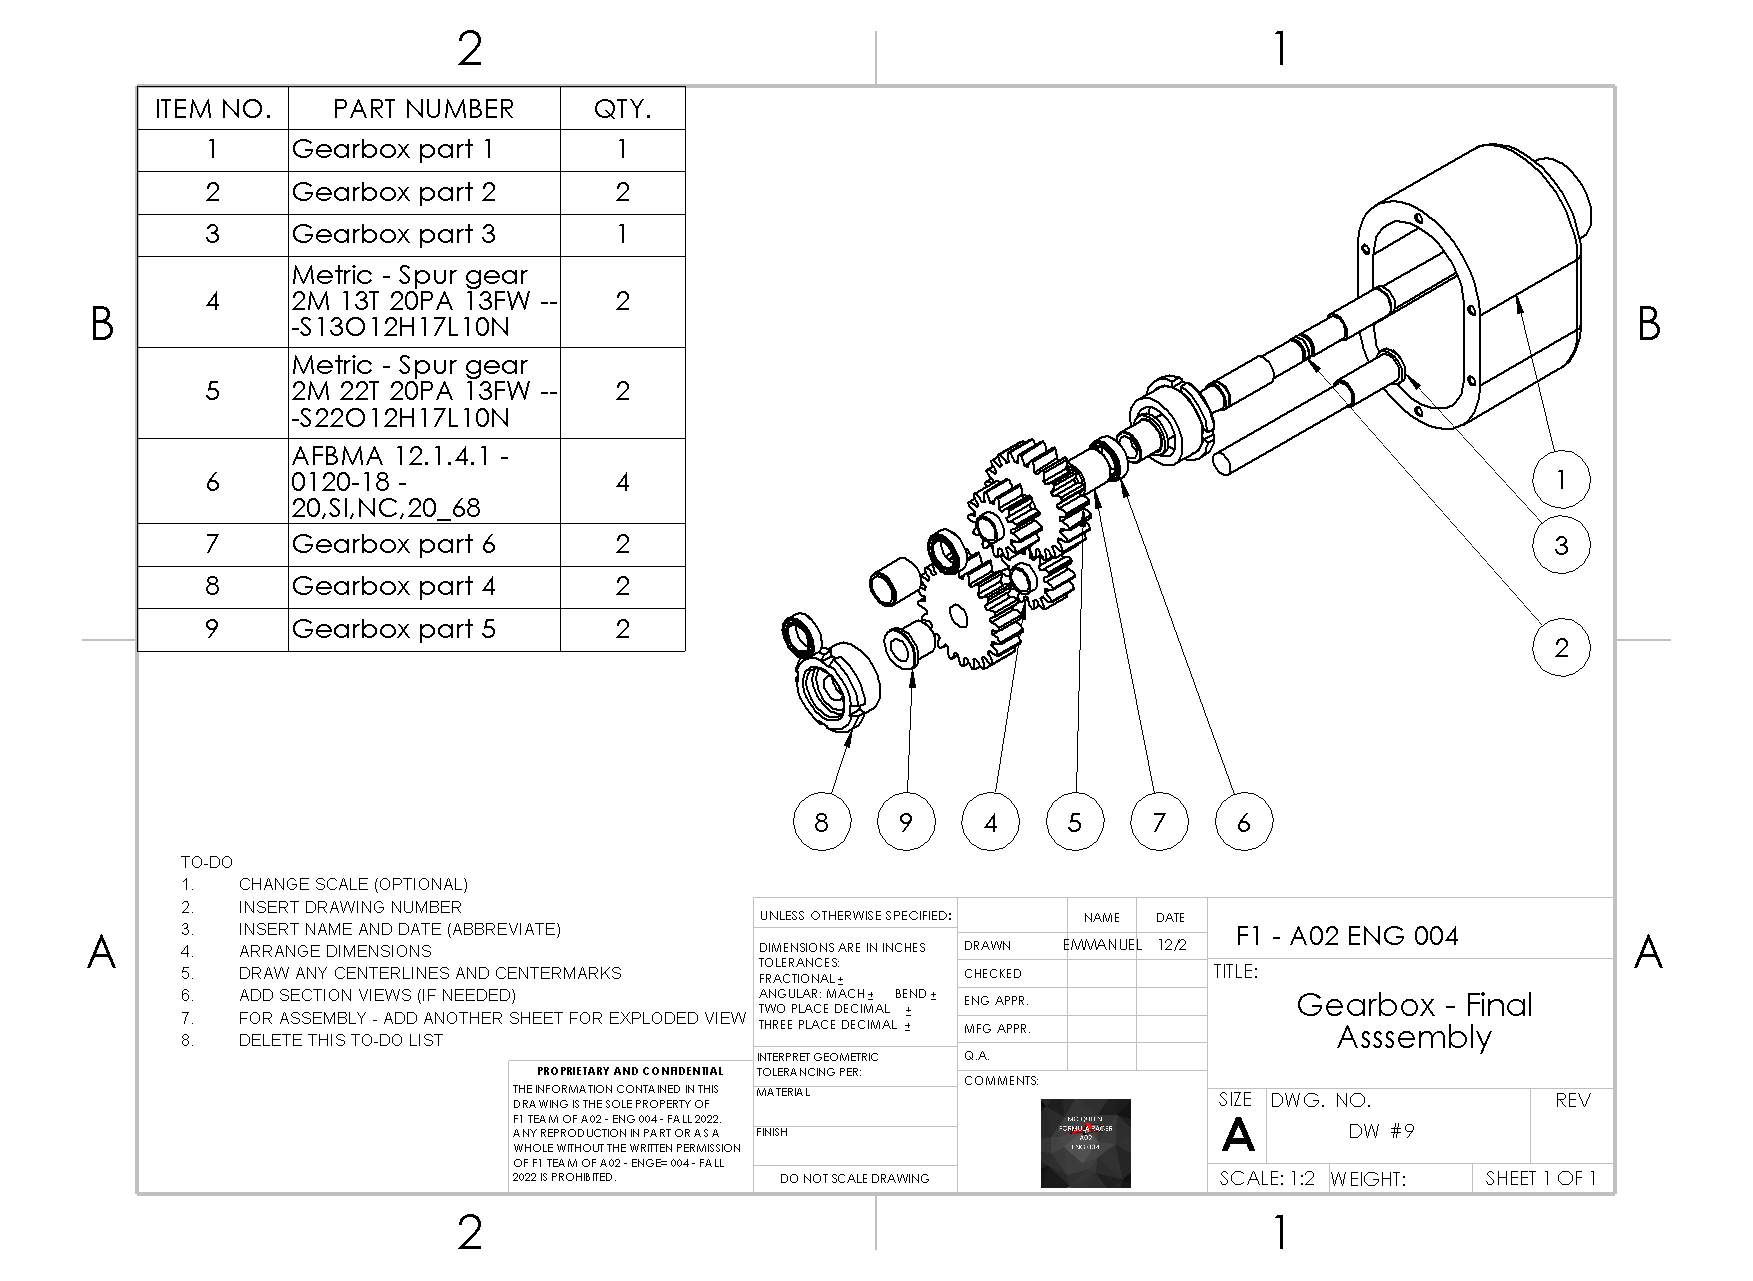 2 1
ITEM NO. PART NUMBER QTY.
1 Gearbox part 1 1
2 Gearbox part 2 2
3 Gearbox part 3 1
4 Metric - Spur gear
2M 13T 20PA 13FW --
-S13O12H17L10N 2
5 Metric - Spur gear
2M 22T 20PA 13FW --
-S22O12H17L10N 2
6 AFBMA 12.1.4.1 -
0120-18 -
20,SI,NC,20_68 4
7 Gearbox part 6 2
8 Gearbox part 4 2
9 Gearbox part 5 2
B B
1
3
2
8 9 4 5 7 6
A A
TO-DO
1. CHANGE SCALE (OPTIONAL)
2. INSERT DRAWING NUMBER
3. INSERT NAME AND DATE (ABBREVIATE)
4. ARRANGE DIMENSIONS
5. DRAW ANY CENTERLINES AND CENTERMARKS
6. ADD SECTION VIEWS (IF NEEDED)
7. FOR ASSEMBLY - ADD ANOTHER SHEET FOR EXPLODED VIEW
8. DELETE THIS TO-DO LIST
PROPRIETARY AND CONFIDENTIAL
THE INFORMATION CONTAINED IN THIS
DRAWING IS THE SOLE PROPERTY OF
F1 TEAM OF A02 - ENG 004 - FALL 2022.
ANY REPRODUCTION IN PART OR AS A
WHOLE WITHOUT THE WRITTEN PERMISSION
OF F1 TEAM OF A02 - ENGE= 004 - FALL
2022 IS PROHIBITED.
UNLESS OTHERWISE SPECIFIED:
DIMENSIONS ARE IN INCHES
TOLERANCES:
FRACTIONAL ±
ANGULAR: MACH ± BEND ±
TWO PLACE DECIMAL ±
THREE PLACE DECIMAL ±
INTERPRET GEOMETRIC
TOLERANCING PER:
MATERIAL
FINISH
DO NOT SCALE DRAWING
NAME DATE
DRAWN EMMANUEL 12/2
CHECKED
ENG APPR.
MFG APPR.
Q.A.
COMMENTS:
MC QUEEN
FORMULA RACER
A02
ENG 004
F1 - A02 ENG 004
TITLE:
Gearbox - Final
Asssembly
SIZE DWG. NO. REV
A DW #9
SCALE: 1:2 WEIGHT: SHEET 1 OF 1
2 1